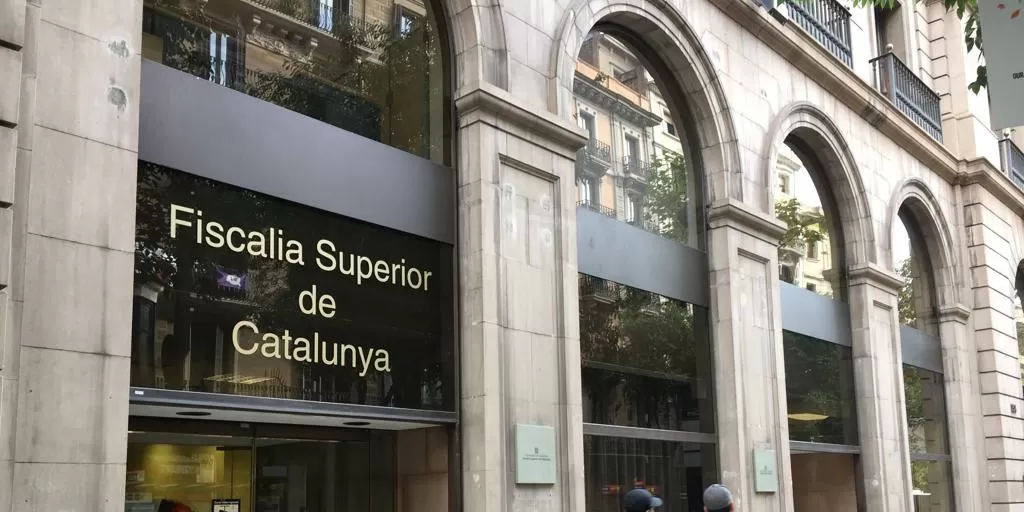 Fiscalia Superior
de
Catalunya